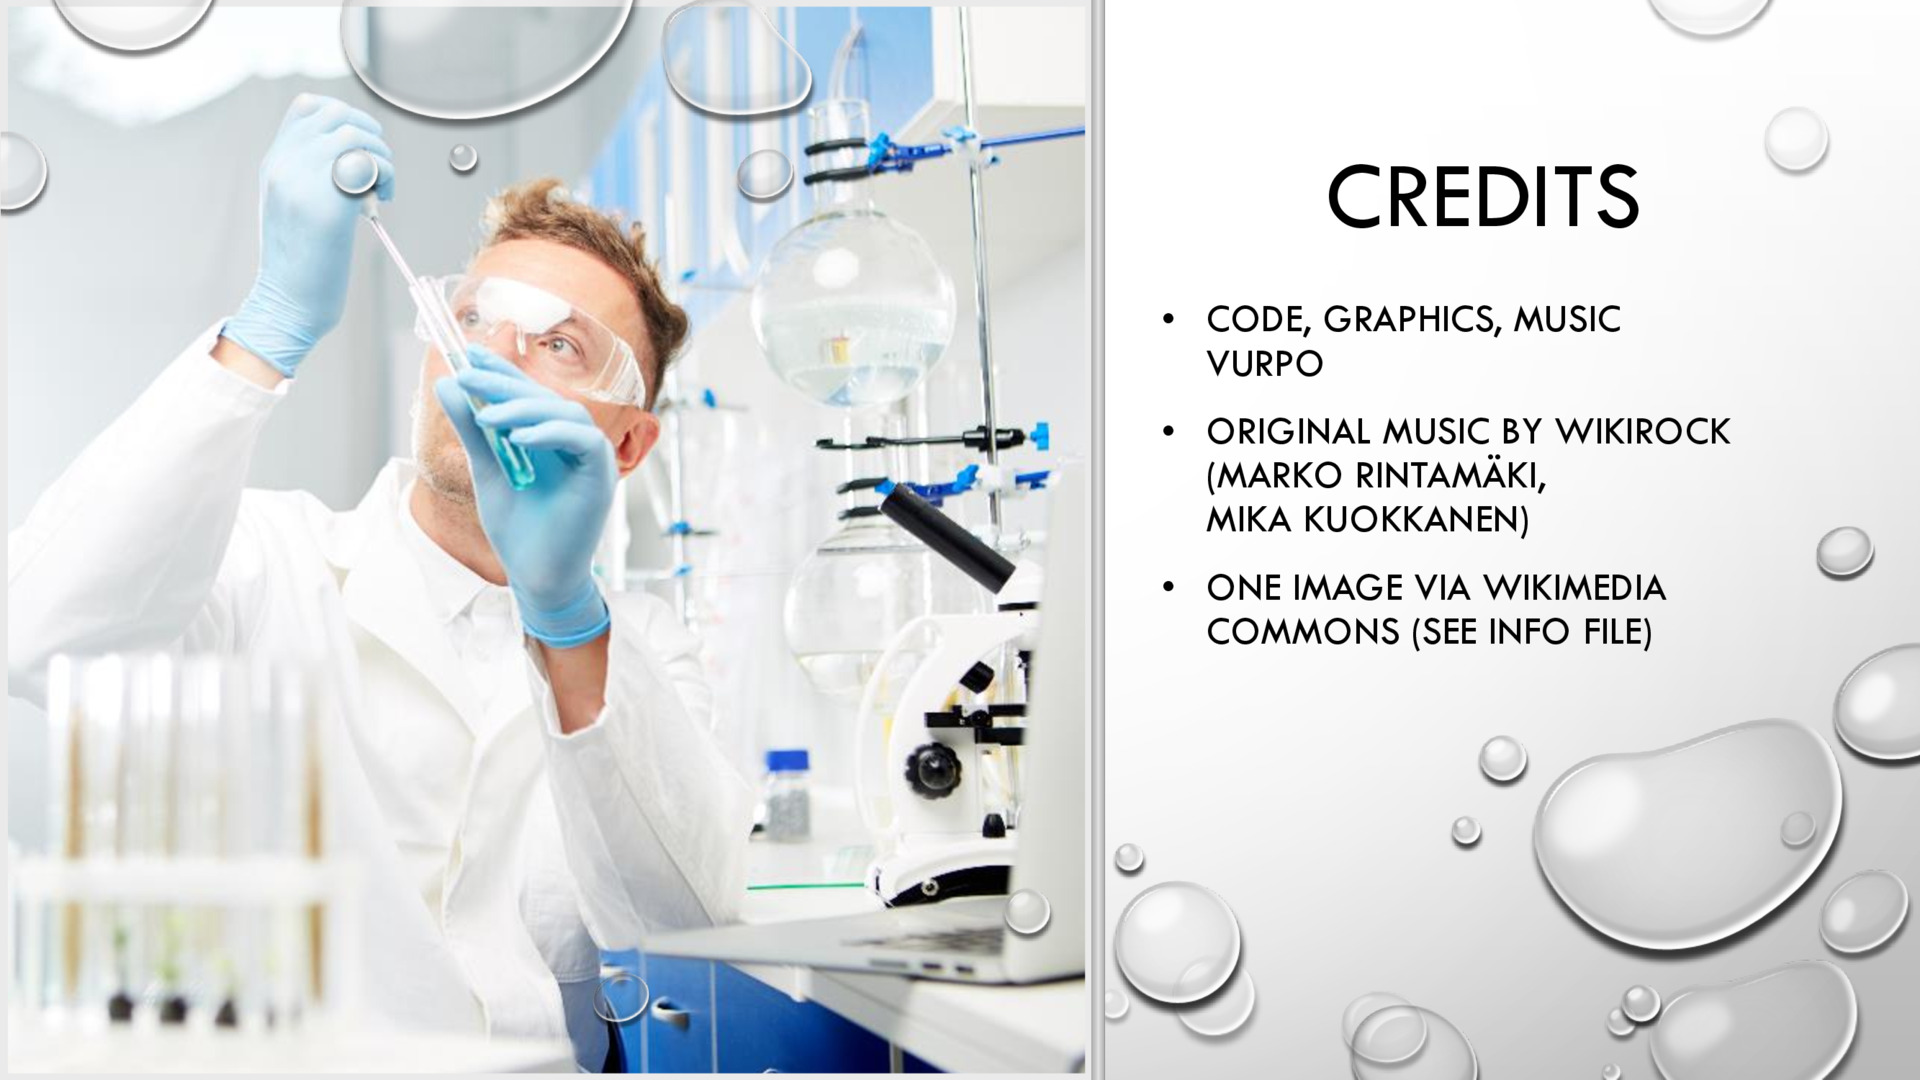 CREDITS
• CODE, GRAPHICS, MUSIC
VURPO
• ORIGINAL MUSIC BY WIKIROCK
(MARKO RINTAMÄKI,
MIKA KUOKKANEN)
• ONE IMAGE VIA WIKIMEDIA
COMMONS (SEE INFO FILE)